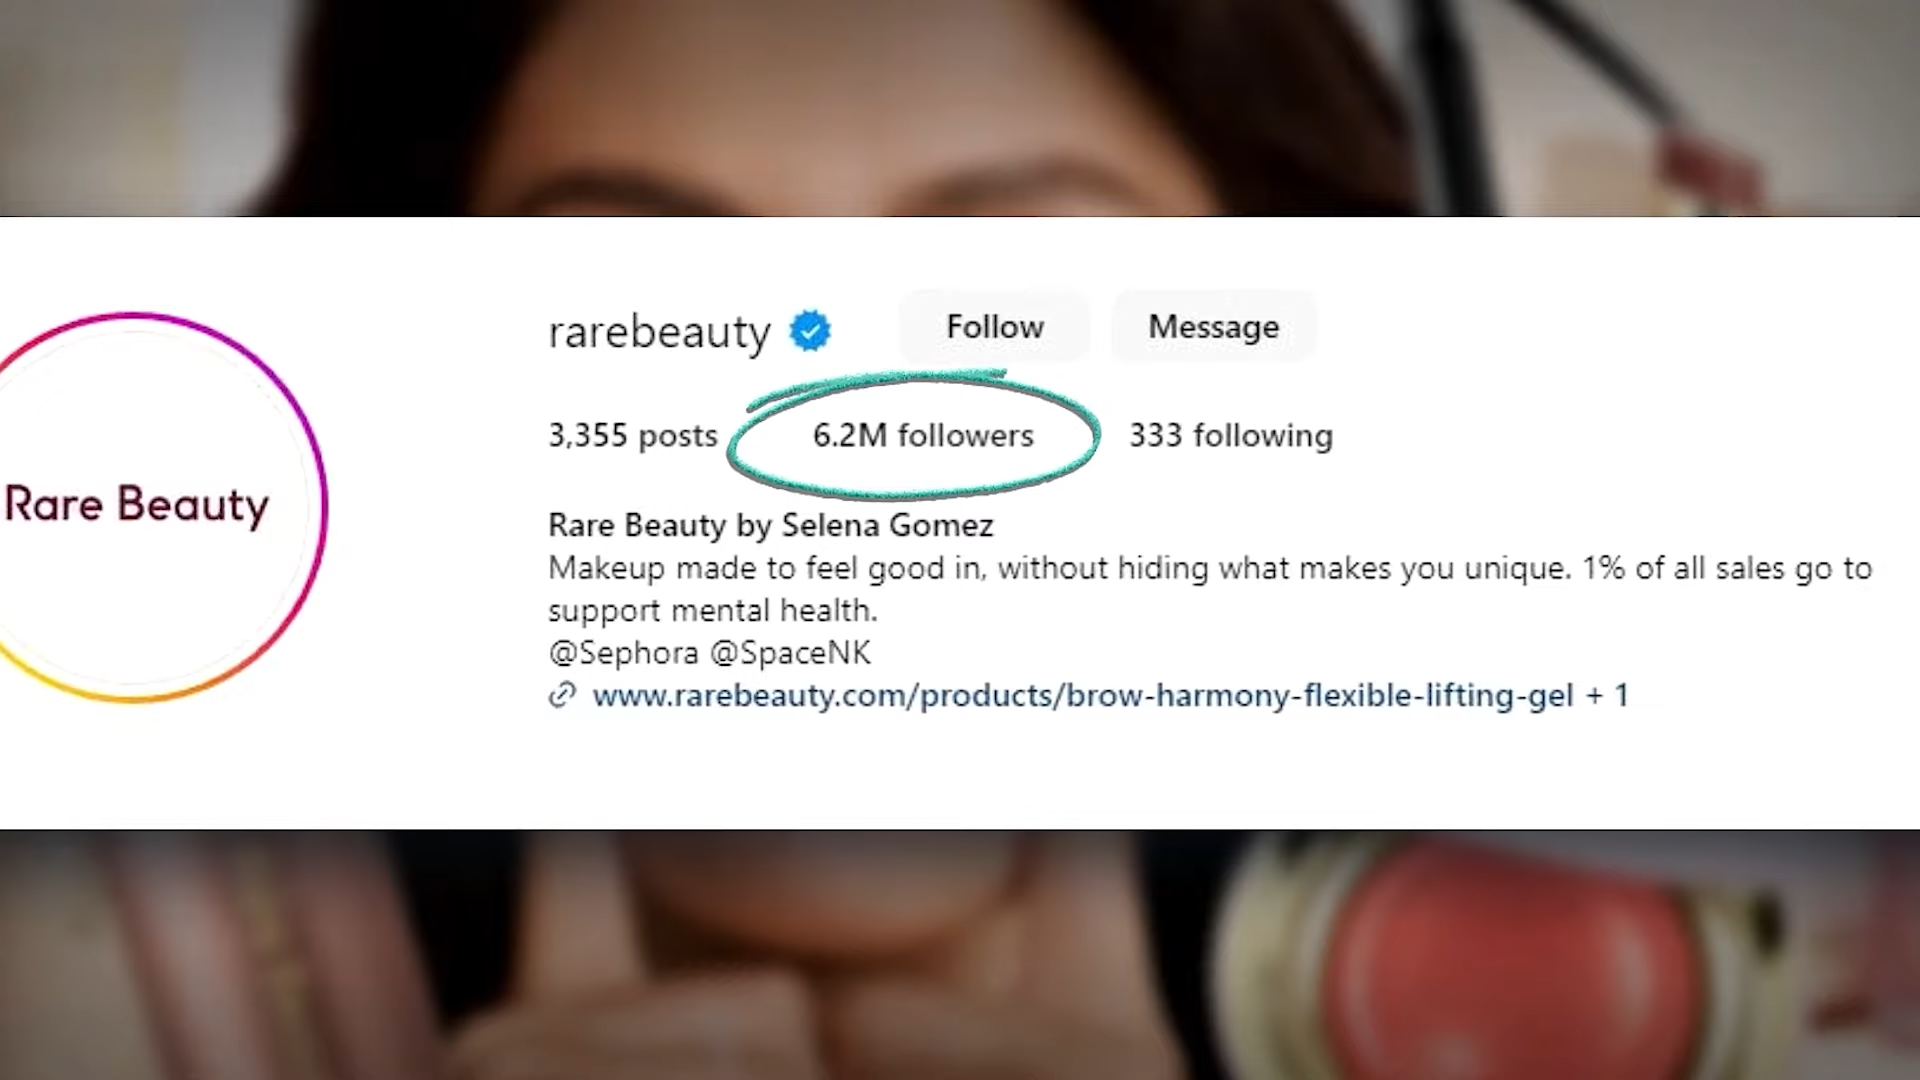 rarebeauty
Follow
Message
3,355 posts
6.2M followers
333 following
Rare Beauty
Rare Beauty by Selena Gomez
Makeup made to feel good in, without hiding what makes you unique. 1% of all sales go to
support mental health.
@Sephora @SpaceNK
www.rarebeauty.com/products/brow-harmony-flexible-lifting-gel + 1